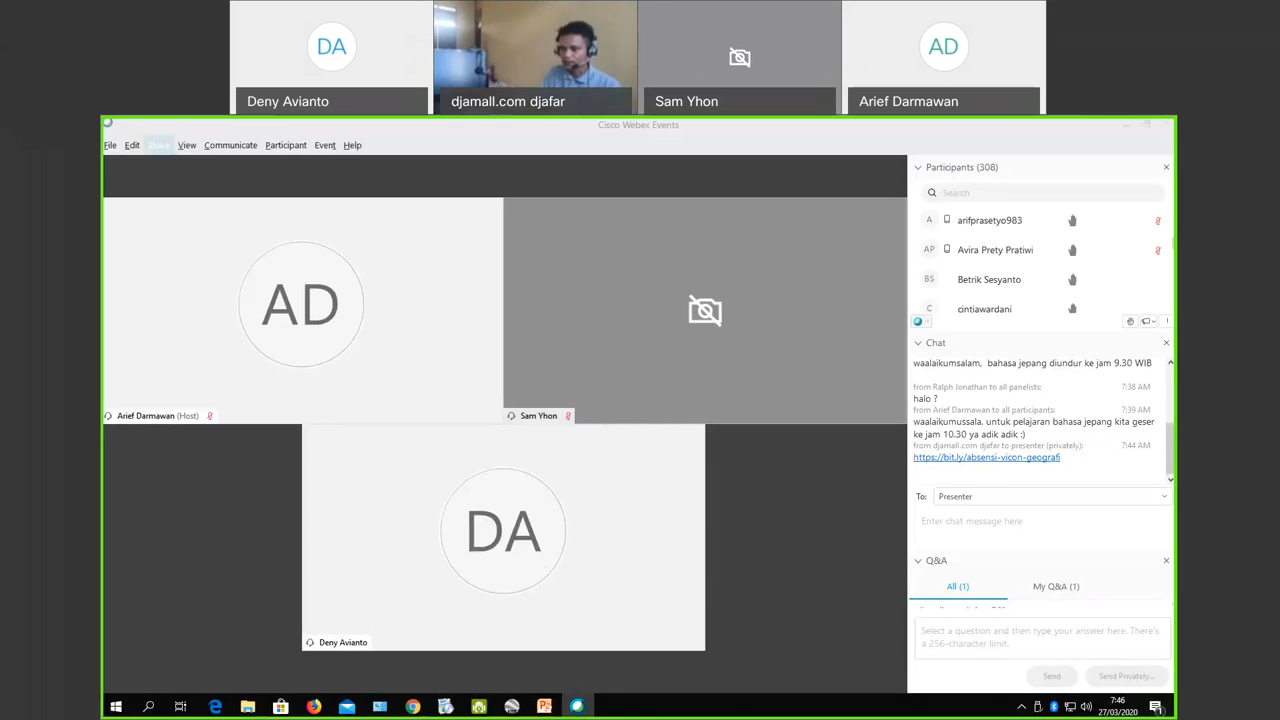 DA
AD
Deny Avianto
djamall.com djafar
Sam Yhon
Arief Darmawan
Cisco Webex Events
File Edit Share View Communicate Participant Event Help
AD
Arief Darmawan (Host)
Sam Yhon
DA
Deny Avianto
Participants (308)
Search
A arifprasetyo983
AP Avira Prety Pratiwi
BS Betrik Sesyanto
C cintiawardani
Chat
waalaikumsalam, bahasa jepang diundur ke jam 9.30 WIB
from Ralph Jonathan to all panelists: 7:38 AM
halo ?
from Arief Darmawan to all participants: 7:39 AM
waalaikumussala, untuk pelajaran bahasa jepang kita geser
ke jam 10.30 ya adik adik :)
from djamall.com djafar to presenter (privately): 7:44 AM
https://bit.ly/absensi-vicon-geografi
To: Presenter
Enter chat message here
Q&A
All (1) My Q&A (1)
Select a question and then type your answer here. There's
a 256-character limit.
Send Send Privately...
7:46
27/03/2020